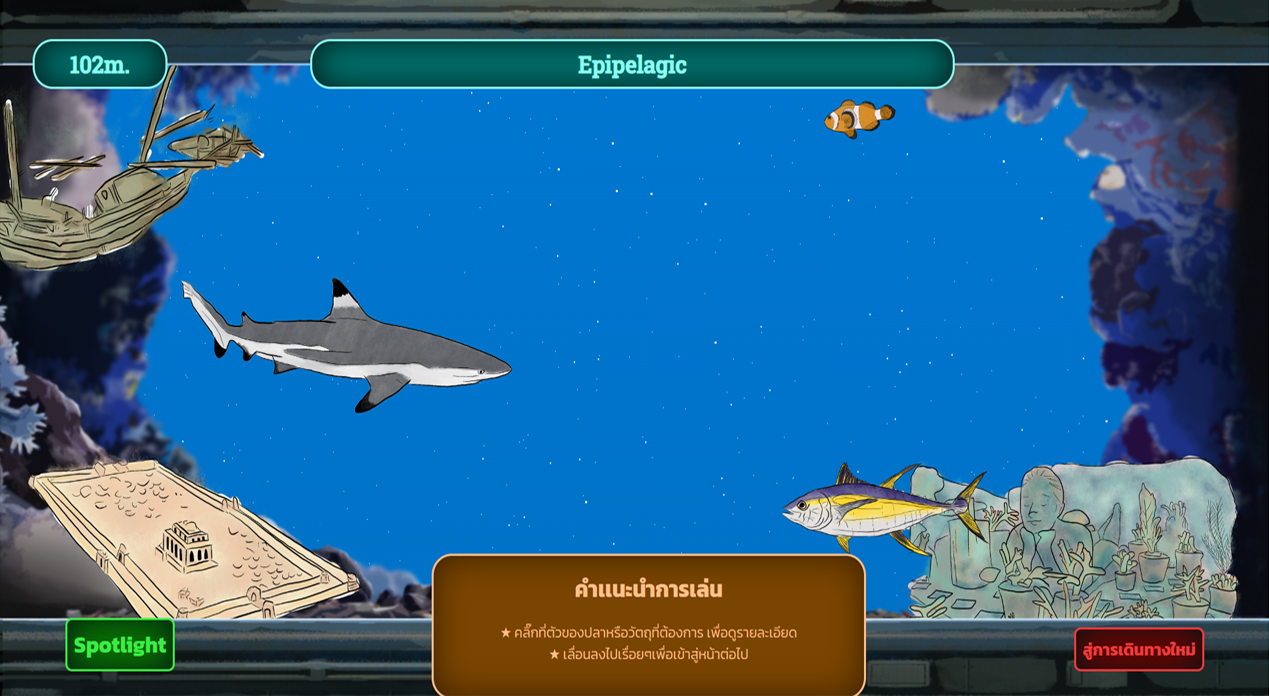 102m.
Epipelagic
คำแนะนำการเล่น
★ คลิ๊กที่ตัวของปลาหรือวัตถุที่ต้องการ เพื่อดูรายละเอียด
★ เลื่อนลงไปเรื่อยๆเพื่อเข้าสู่หน้าต่อไป
Spotlight
สู่การเดินทางใหม่